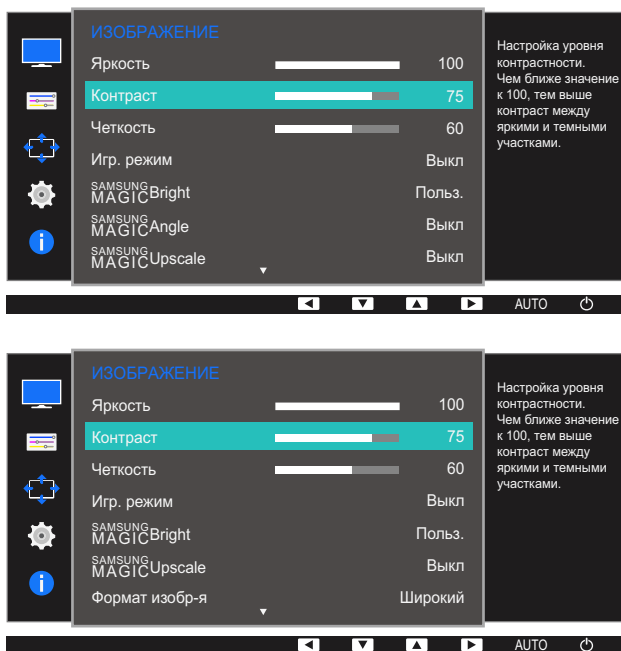 ИЗОБРАЖЕНИЕ
Яркость 100
Контраст 75
Четкость 60
Игр. режим Выкл
SAMSUNG MAGIC Bright Польз.
SAMSUNG MAGIC Angle Выкл
SAMSUNG MAGIC Upscale Выкл
Настройка уровня
контрастности.
Чем ближе значение
к 100, тем выше
контраст между
яркими и темными
участками.
AUTO
ИЗОБРАЖЕНИЕ
Яркость 100
Контраст 75
Четкость 60
Игр. режим Выкл
SAMSUNG MAGIC Bright Польз.
SAMSUNG MAGIC Upscale Выкл
Формат изобр-я Широкий
Настройка уровня
контрастности.
Чем ближе значение
к 100, тем выше
контраст между
яркими и темными
участками.
AUTO